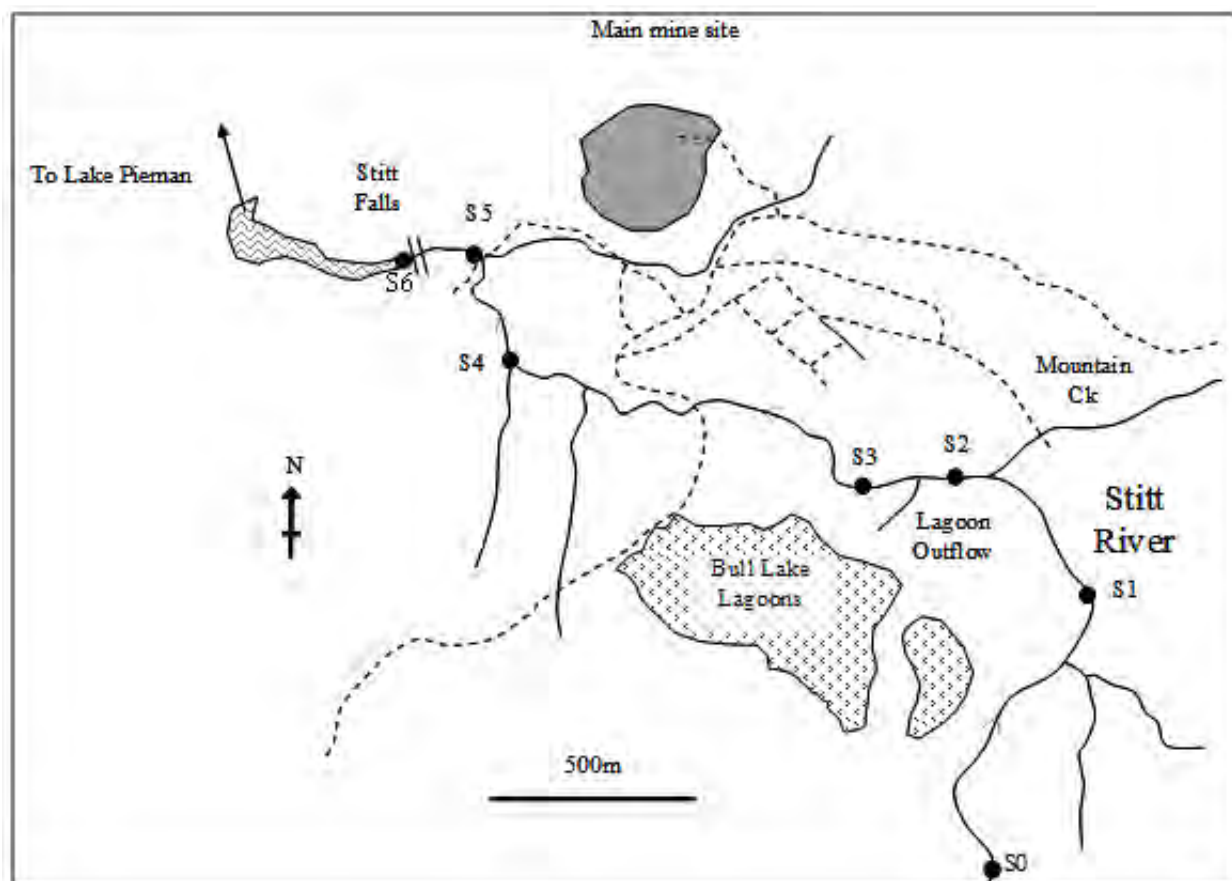 Main mine site
To Lake Pieman
Stitt
Falls
S5
S6
S4
N
Mountain
Ck
S3
S2
Stitt
River
Lagoon
Outflow
Bull Lake
Lagoons
S1
500m
S0